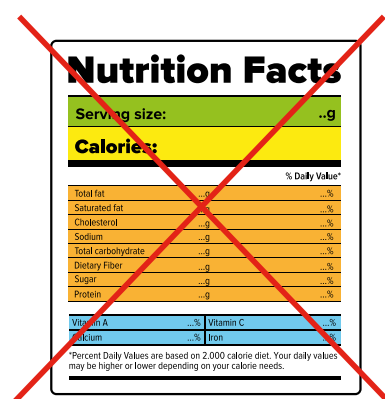 Nutrition Facts
Serving size: ..g
Calories:
% Daily Value*
Total fat ...g ...%
Saturated fat ...g ...%
Cholesterol ...g ...%
Sodium ...g ...%
Total carbohydrate ...g ...%
Dietary Fiber ...g ...%
Sugar ...g ...%
Protein ...g ...%
Vitamin A ...% Vitamin C ...%
Calcium ...% Iron ...%
*Percent Daily Values are based on 2.000 calorie diet. Your daily values
may be higher or lower depending on your calorie needs.